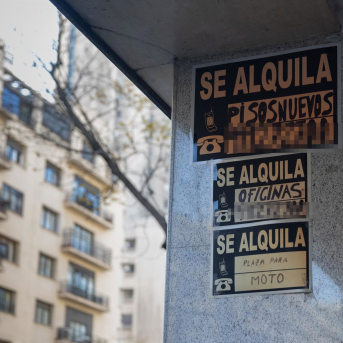 SE ALQUILA
PISOS NUEVOS
SE ALQUILA
OFICINAS
SE ALQUILA
PLAZA PARA
MOTO